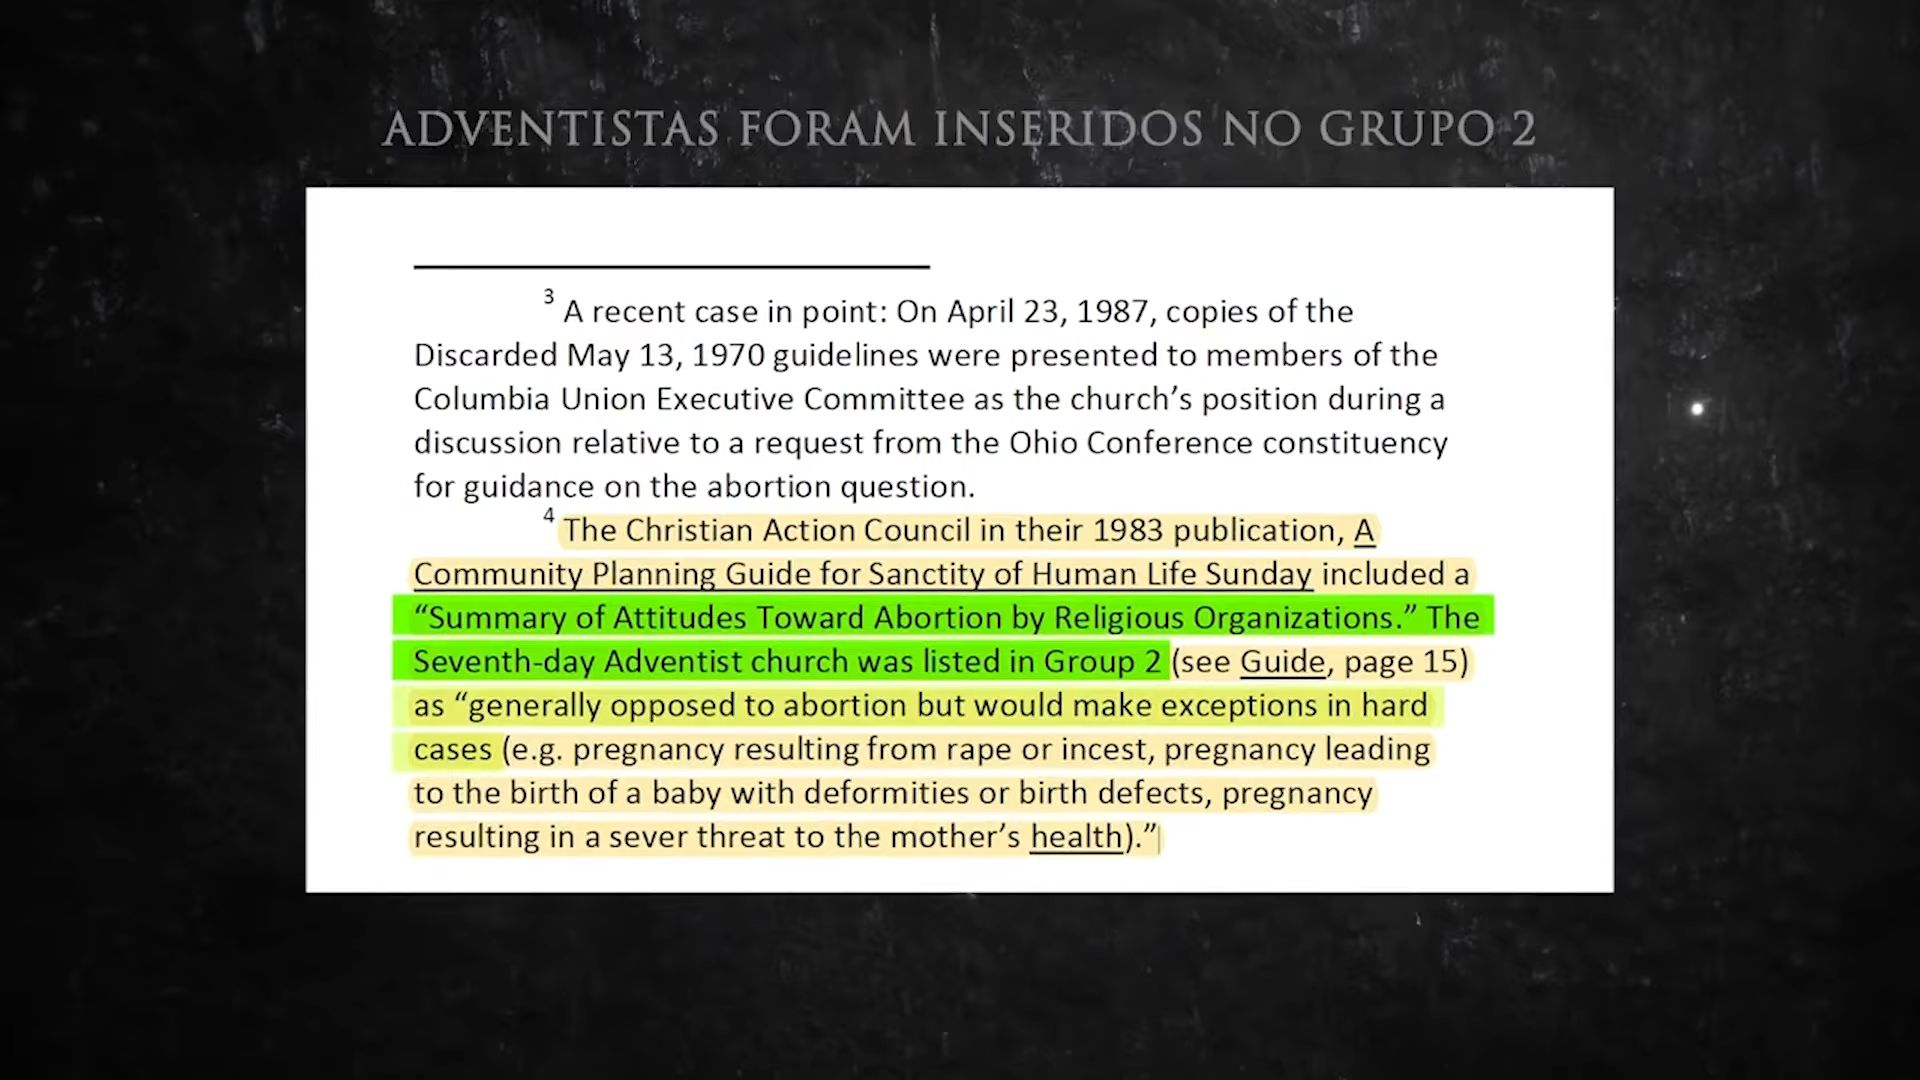 ADVENTISTAS FORAM INSERIDOS NO GRUPO 2
3 A recent case in point: On April 23, 1987, copies of the
Discarded May 13, 1970 guidelines were presented to members of the
Columbia Union Executive Committee as the church’s position during a
discussion relative to a request from the Ohio Conference constituency
for guidance on the abortion question.
4 The Christian Action Council in their 1983 publication, A
Community Planning Guide for Sanctity of Human Life Sunday included a
“Summary of Attitudes Toward Abortion by Religious Organizations.” The
Seventh-day Adventist church was listed in Group 2 (see Guide, page 15)
as “generally opposed to abortion but would make exceptions in hard
cases (e.g. pregnancy resulting from rape or incest, pregnancy leading
to the birth of a baby with deformities or birth defects, pregnancy
resulting in a sever threat to the mother’s health).”